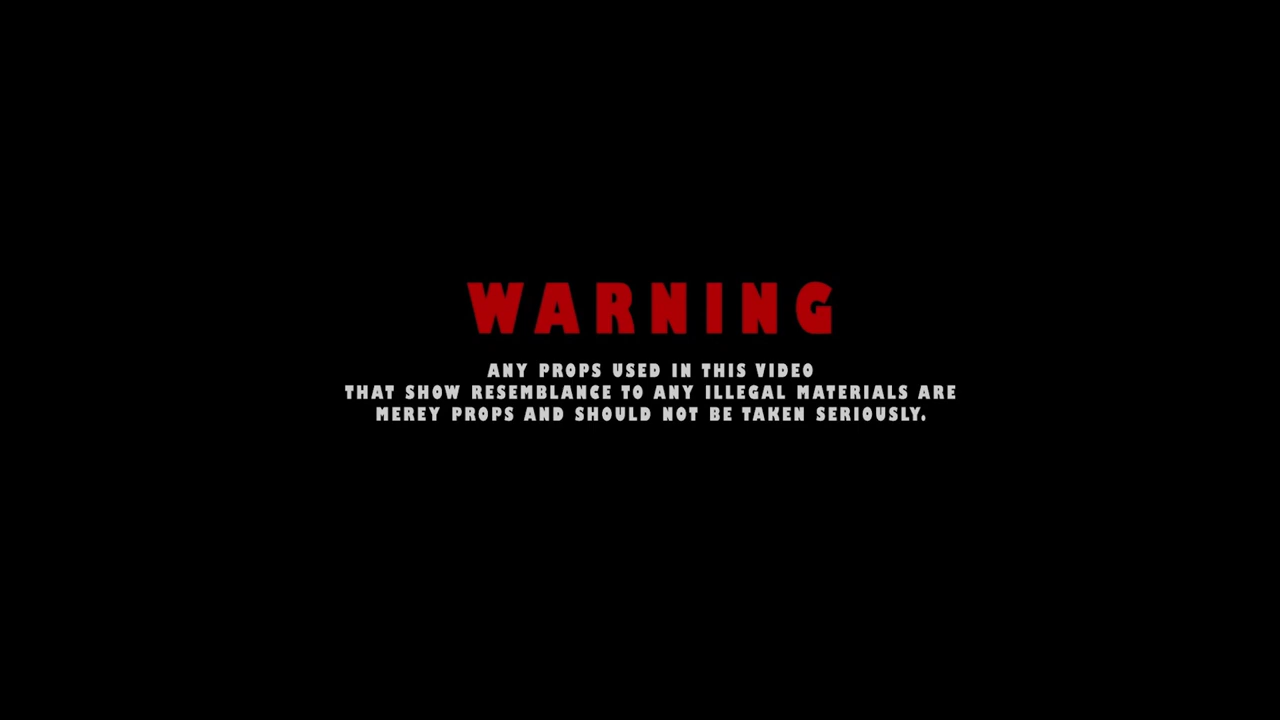 WARNING
ANY PROPS USED IN THIS VIDEO
THAT SHOW RESEMBLANCE TO ANY ILLEGAL MATERIALS ARE
MEREY PROPS AND SHOULD NOT BE TAKEN SERIOUSLY.